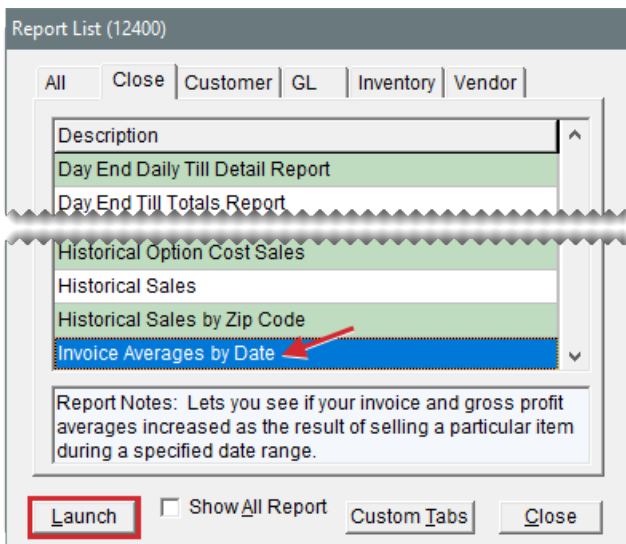 Report List (12400)
All Close Customer GL Inventory Vendor
Description
Day End Daily Till Detail Report
Day End Till Totals Report
Historical Option Cost Sales
Historical Sales
Historical Sales by Zip Code
Invoice Averages by Date
Report Notes: Lets you see if your invoice and gross profit
averages increased as the result of selling a particular item
during a specified date range.
Launch Show All Report Custom Tabs Close